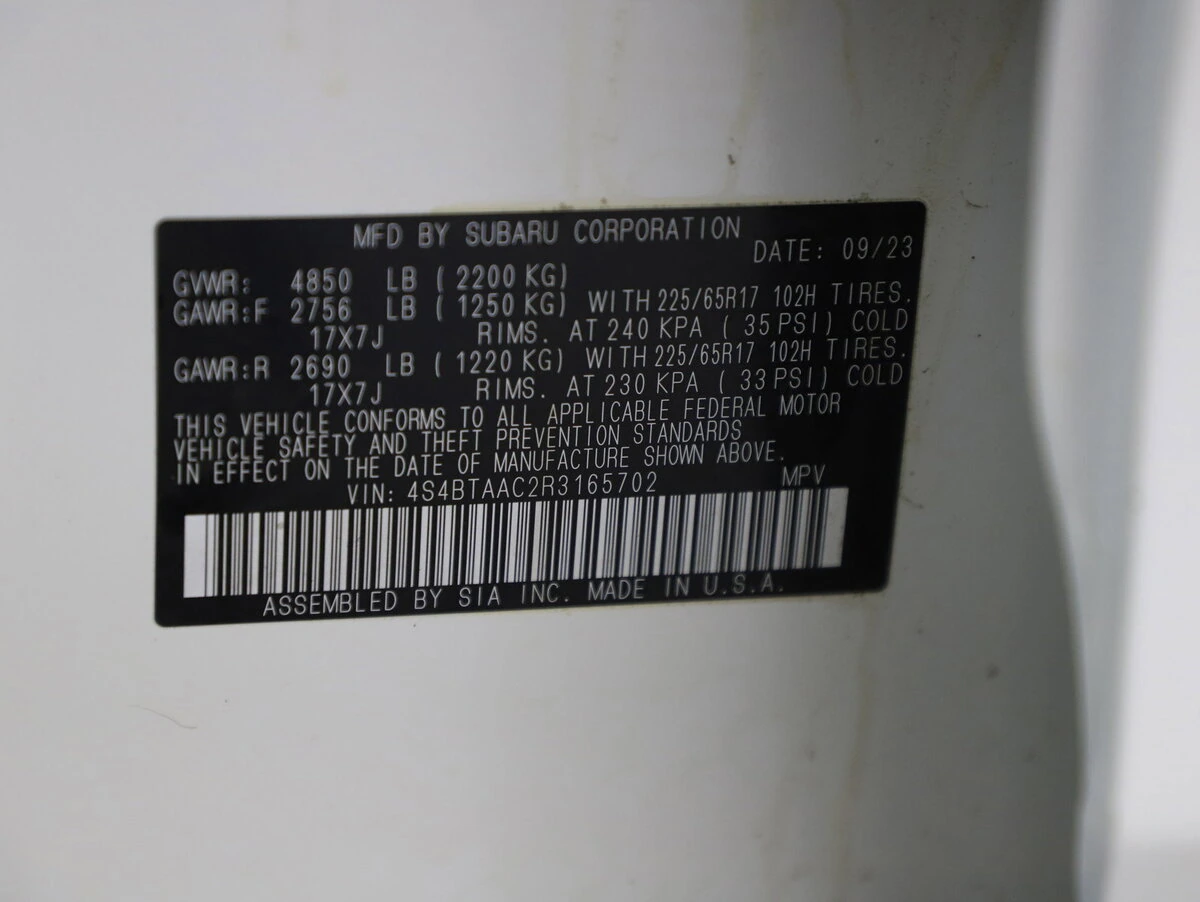 MFD BY SUBARU CORPORATION
DATE: 09/23
GVWR: 4850 LB ( 2200 KG)
GAWR:F 2756 LB ( 1250 KG) WITH 225/65R17 102H TIRES.
17X7J RIMS. AT 240 KPA ( 35 PSI) COLD
GAWR:R 2690 LB ( 1220 KG) WITH 225/65R17 102H TIRES.
17X7J RIMS. AT 230 KPA ( 33 PSI) COLD
THIS VEHICLE CONFORMS TO ALL APPLICABLE FEDERAL MOTOR
VEHICLE SAFETY AND THEFT PREVENTION STANDARDS
IN EFFECT ON THE DATE OF MANUFACTURE SHOWN ABOVE.
VIN: 4S4BTAAC2R3165702 MPV
ASSEMBLED BY SIA INC. MADE IN U.S.A.